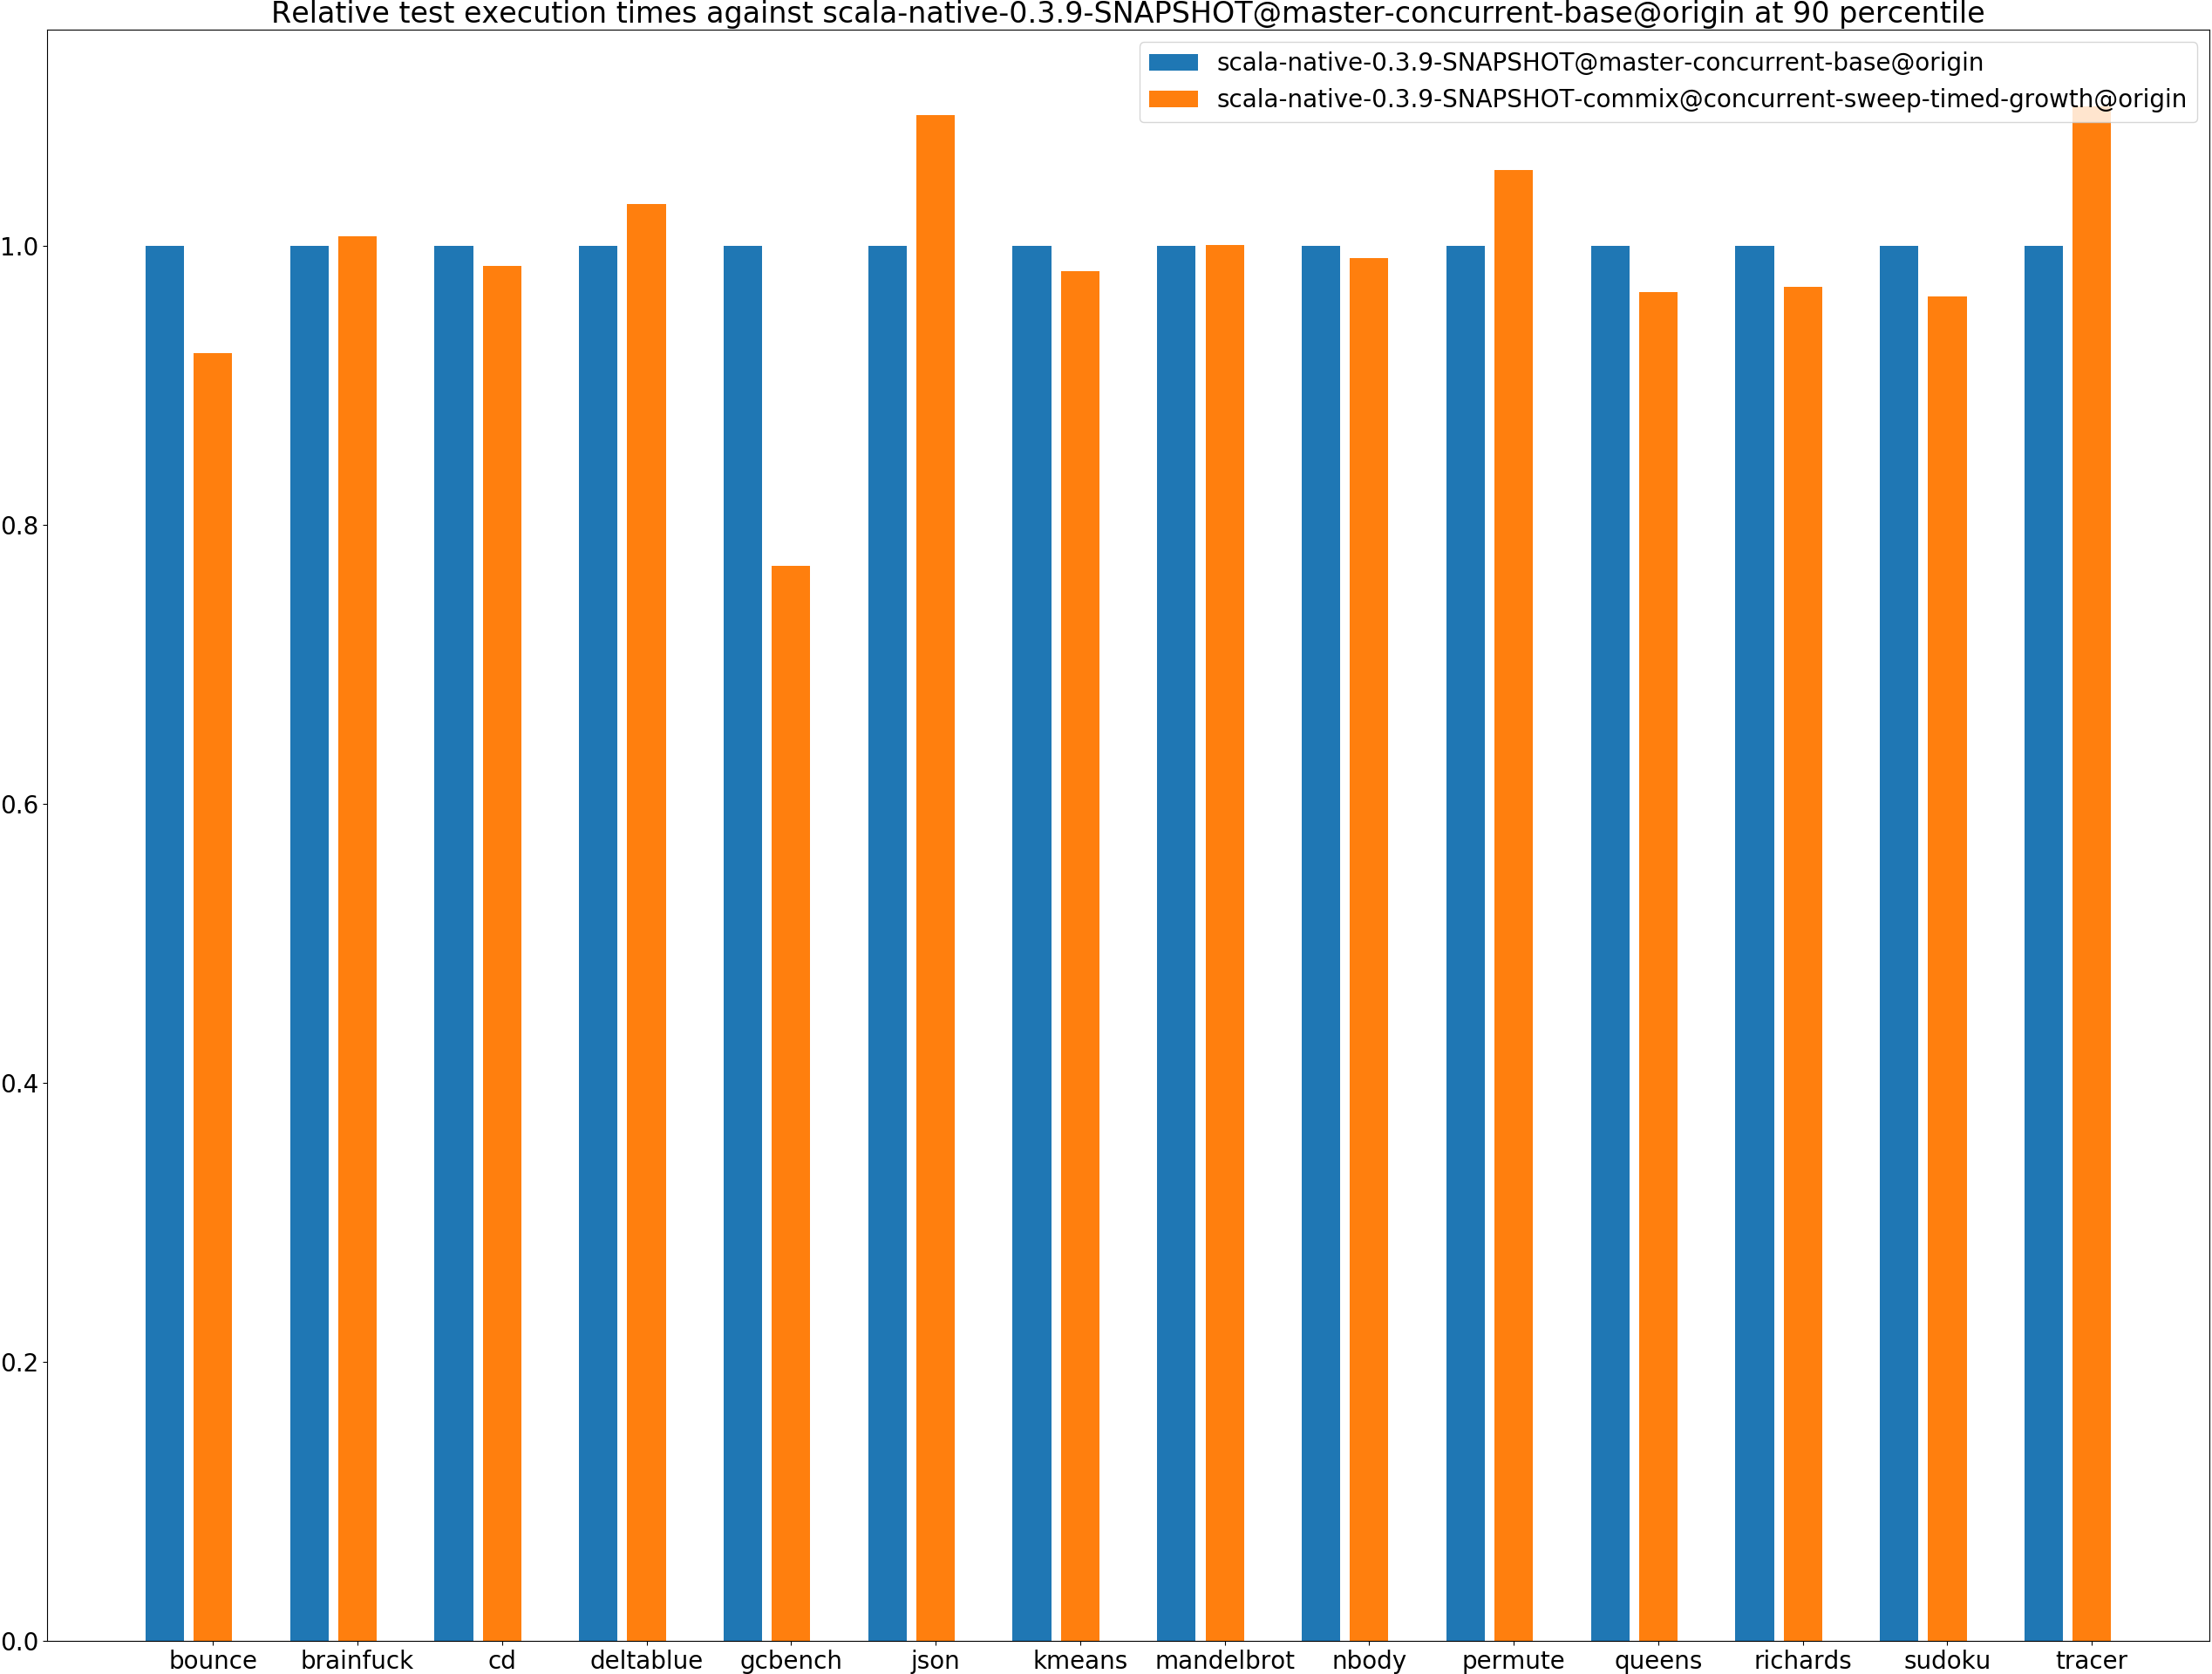 Relative test execution times against scala-native-0.3.9-SNAPSHOT@master-concurrent-base@origin at 90 percentile
scala-native-0.3.9-SNAPSHOT@master-concurrent-base@origin
scala-native-0.3.9-SNAPSHOT-commix@concurrent-sweep-timed-growth@origin
1.0
0.8
0.6
0.4
0.2
0.0
bounce brainfuck cd deltablue gcbench json kmeans mandelbrot nbody permute queens richards sudoku tracer